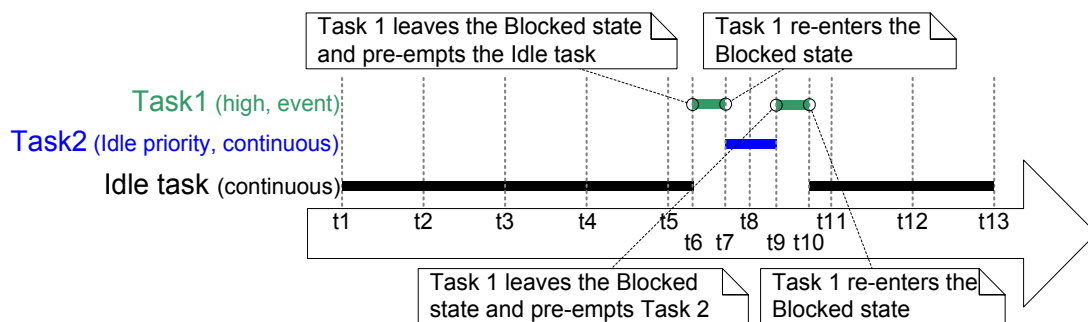 Task 1 leaves the Blocked state
and pre-empts the Idle task
Task 1 re-enters the
Blocked state
Task1 (high, event)
Task2 (Idle priority, continuous)
Idle task (continuous)
t1 t2 t3 t4 t5 t8 t11 t12 t13
t6 t7 t9 t10
Task 1 leaves the Blocked
state and pre-empts Task 2
Task 1 re-enters the
Blocked state